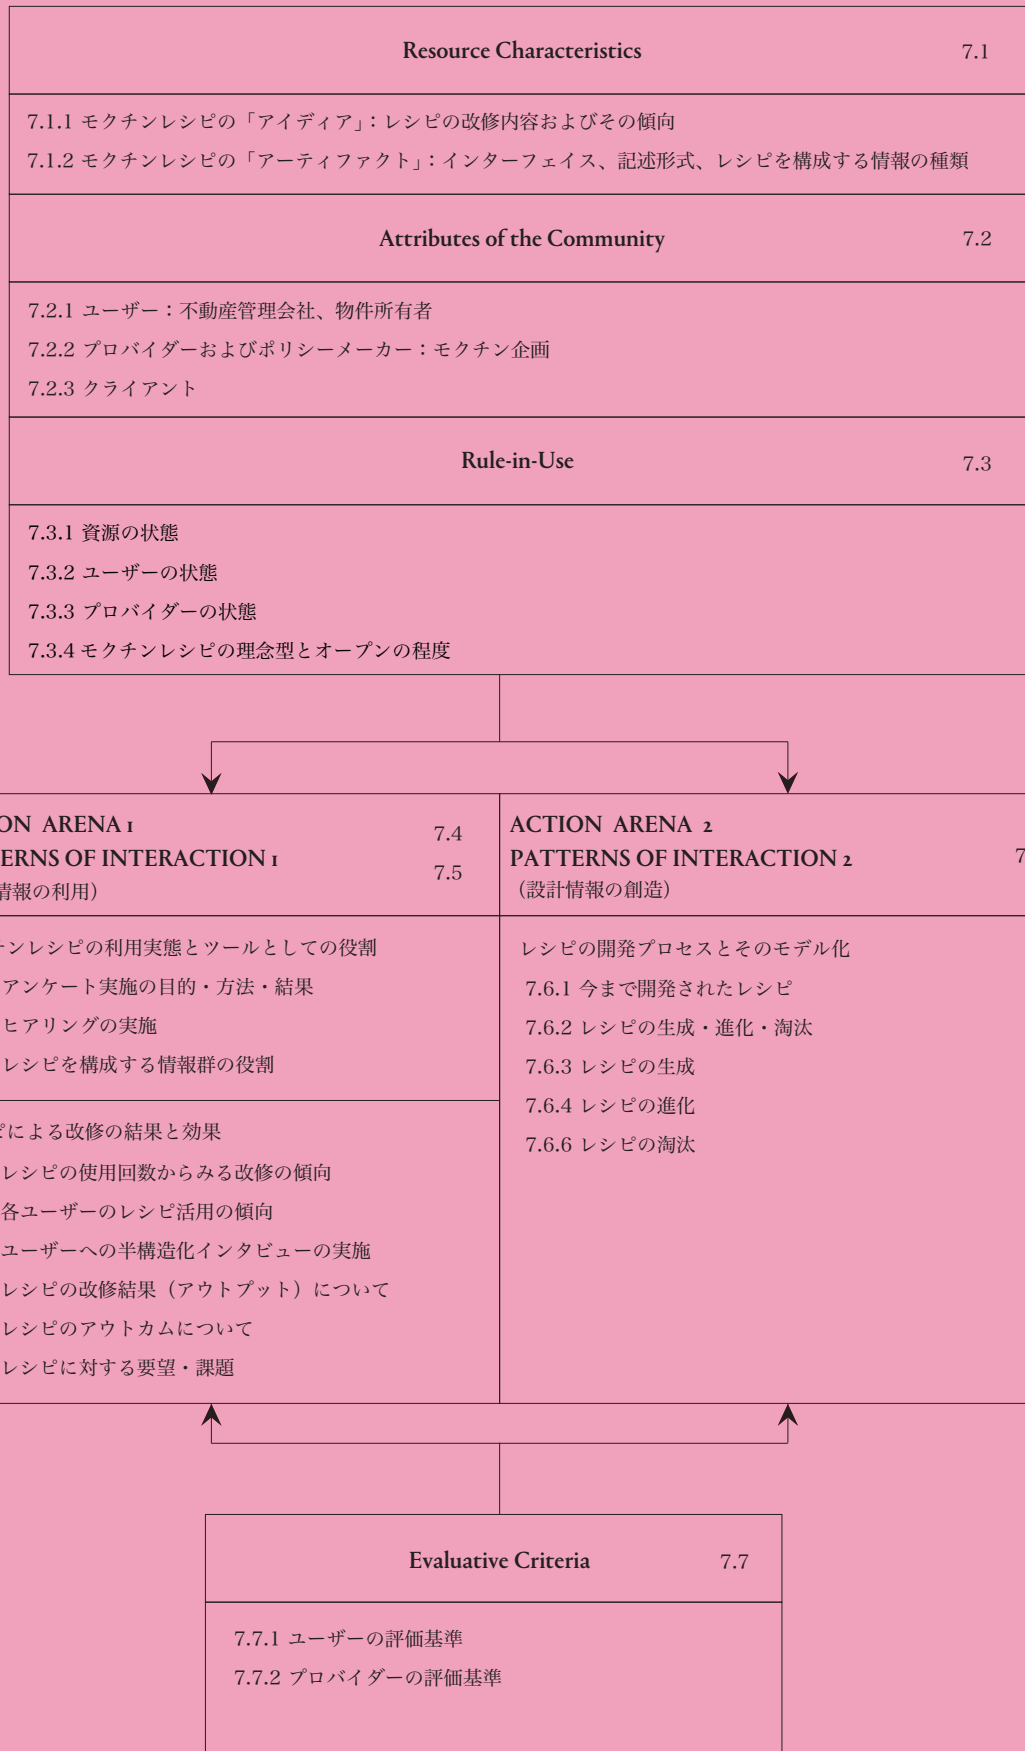 Resource Characteristics 7.1
7.1.1 モクチンレシピの「アイディア」：レシピの改修内容およびその傾向
7.1.2 モクチンレシピの「アーティファクト」：インターフェイス、記述形式、レシピを構成する情報の種類
Attributes of the Community 7.2
7.2.1 ユーザー：不動産管理会社、物件所有者
7.2.2 プロバイダーおよびポリシーメーカー：モクチン企画
7.2.3 クライアント
Rule-in-Use 7.3
7.3.1 資源の状態
7.3.2 ユーザーの状態
7.3.3 プロバイダーの状態
7.3.4 モクチンレシピの理念型とオープンの程度
ON ARENA 1 7.4
ERNS OF INTERACTION 1 7.5
情報の利用）
チンレシピの利用実態とツールとしての役割
アンケート実施の目的・方法・結果
ヒアリングの実施
レシピを構成する情報群の役割
ピによる改修の結果と効果
レシピの使用回数からみる改修の傾向
各ユーザーのレシピ活用の傾向
ユーザーへの半構造化インタビューの実施
レシピの改修結果（アウトプット）について
レシピのアウトカムについて
レシピに対する要望・課題
ACTION ARENA 2
PATTERNS OF INTERACTION 2 7
（設計情報の創造）
レシピの開発プロセスとそのモデル化
7.6.1 今まで開発されたレシピ
7.6.2 レシピの生成・進化・淘汰
7.6.3 レシピの生成
7.6.4 レシピの進化
7.6.6 レシピの淘汰
Evaluative Criteria 7.7
7.7.1 ユーザーの評価基準
7.7.2 プロバイダーの評価基準